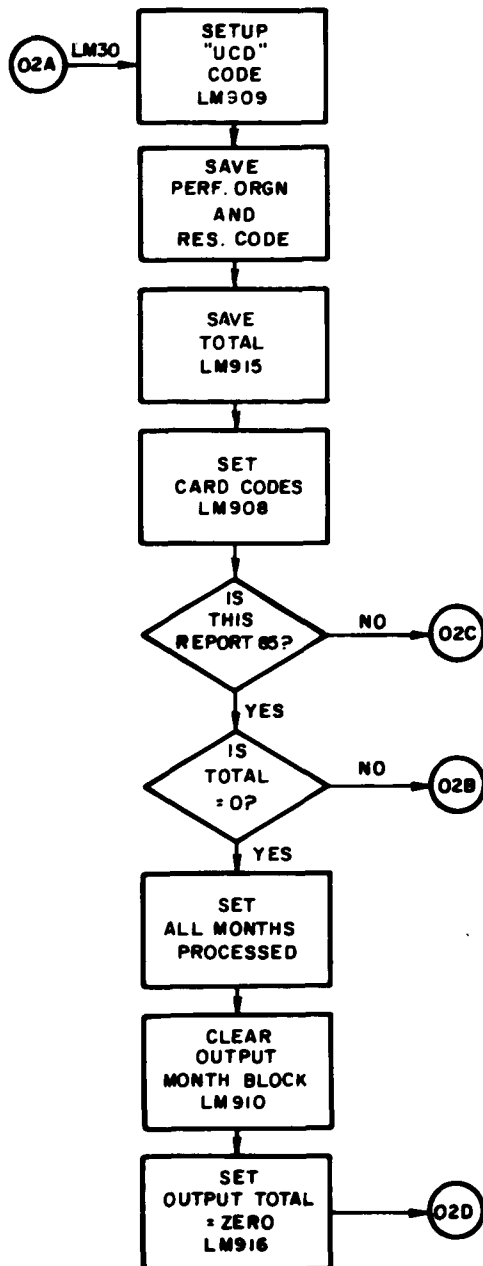 SETUP
"UCD"
CODE
LM909
02A
LM30
SAVE
PERF. ORGN
AND
RES. CODE
SAVE
TOTAL
LM915
SET
CARD CODES
LM908
IS
THIS
REPORT 85?
NO
02C
YES
IS
TOTAL
= 0?
NO
02B
YES
SET
ALL MONTHS
PROCESSED
CLEAR
OUTPUT
MONTH BLOCK
LM910
SET
OUTPUT TOTAL
= ZERO
LM916
02D